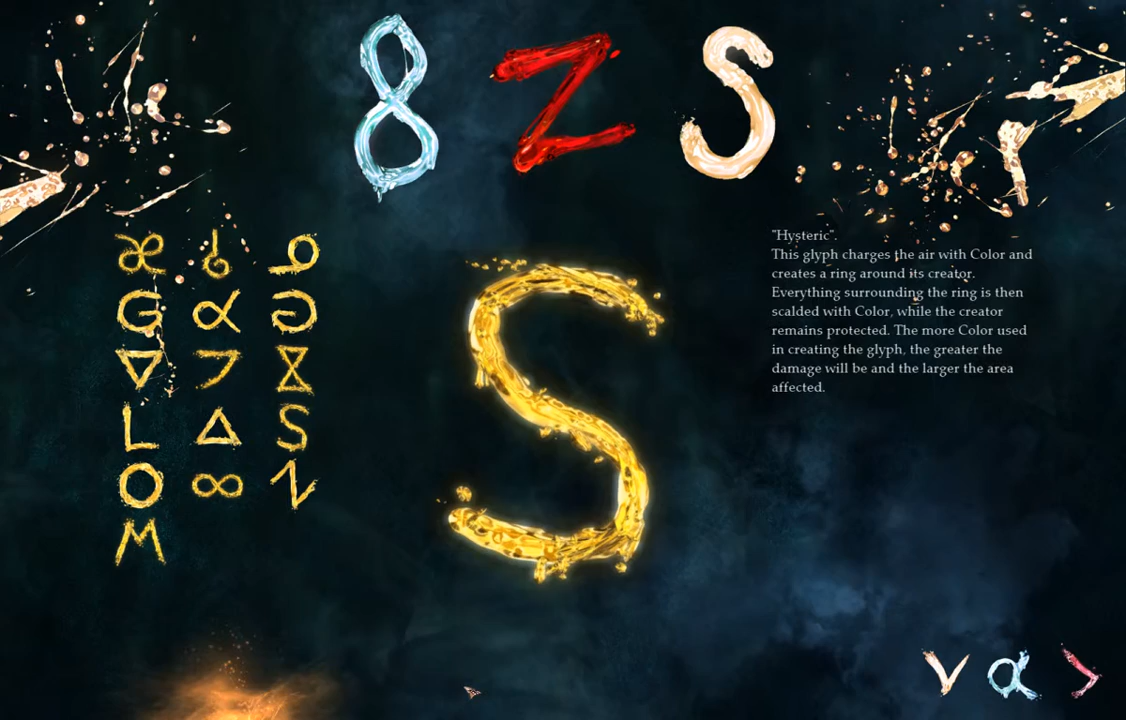 8 Z S
"Hysteric".
This glyph charges the air with Color and
creates a ring around its creator.
Everything surrounding the ring is then
scalded with Color, while the creator
remains protected. The more Color used
in creating the glyph, the greater the
damage will be and the larger the area
affected.
G α
L Δ S
O ∞
M
S